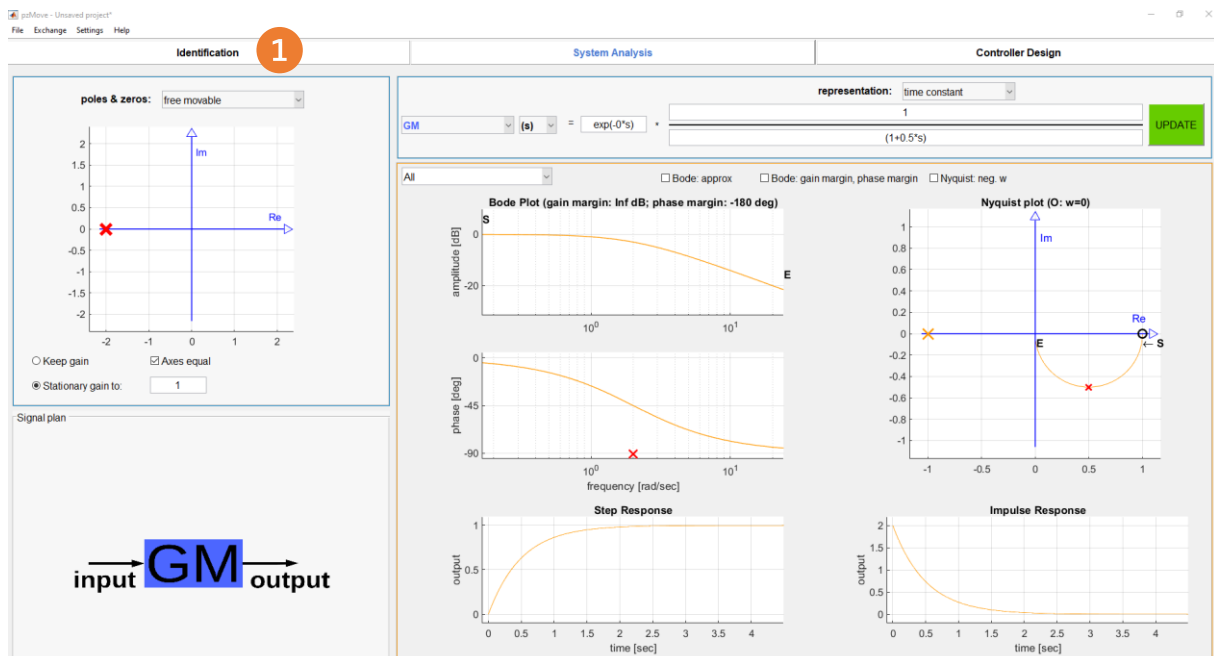 pzMove - Unsaved project*
File Exchange Settings Help
Identification
1
System Analysis
Controller Design
poles & zeros: free movable
2
1.5
1
0.5
0
-0.5
-1
-1.5
-2
Im
Re
-2 -1 0 1 2
Keep gain
Axes equal
Stationary gain to: 1
Signal plan
input GM output
representation: time constant
GM (s) = exp(-0*s) *
1
(1+0.5*s)
UPDATE
All
Bode: approx
Bode: gain margin, phase margin
Nyquist: neg. w
Bode Plot (gain margin: Inf dB; phase margin: -180 deg)
S
E
amplitude [dB]
0
-20
10^0 10^1
phase [deg]
0
-45
-90
10^0 10^1
frequency [rad/sec]
Nyquist plot (O: w=0)
1
0.8
0.6
0.4
0.2
0
-0.2
-0.4
-0.6
-0.8
-1
Im
Re
E
← S
-1 -0.5 0 0.5 1
Step Response
output
1
0.5
0
0 0.5 1 1.5 2 2.5 3 3.5 4
time [sec]
Impulse Response
output
2
1.5
1
0.5
0
0 0.5 1 1.5 2 2.5 3 3.5 4
time [sec]